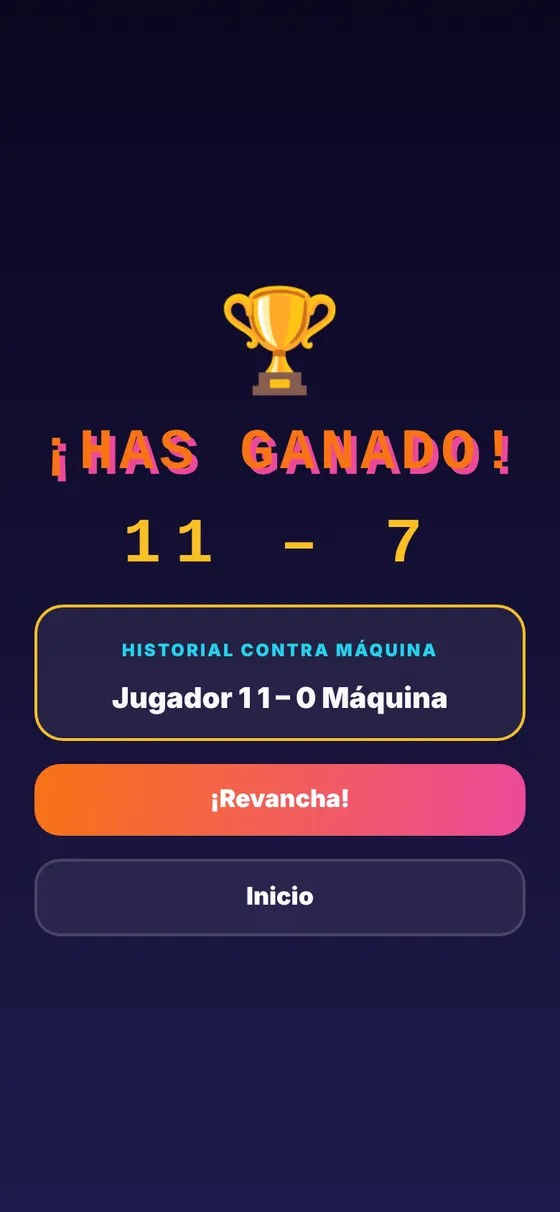 ¡HAS GANADO!
11 – 7
HISTORIAL CONTRA MÁQUINA
Jugador 11 – 0 Máquina
¡Revancha!
Inicio